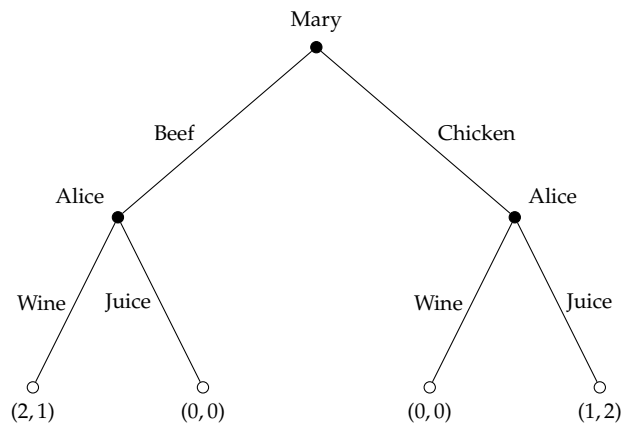 Mary
Beef
Chicken
Alice
Alice
Wine
Juice
Wine
Juice
(2, 1)
(0, 0)
(0, 0)
(1, 2)